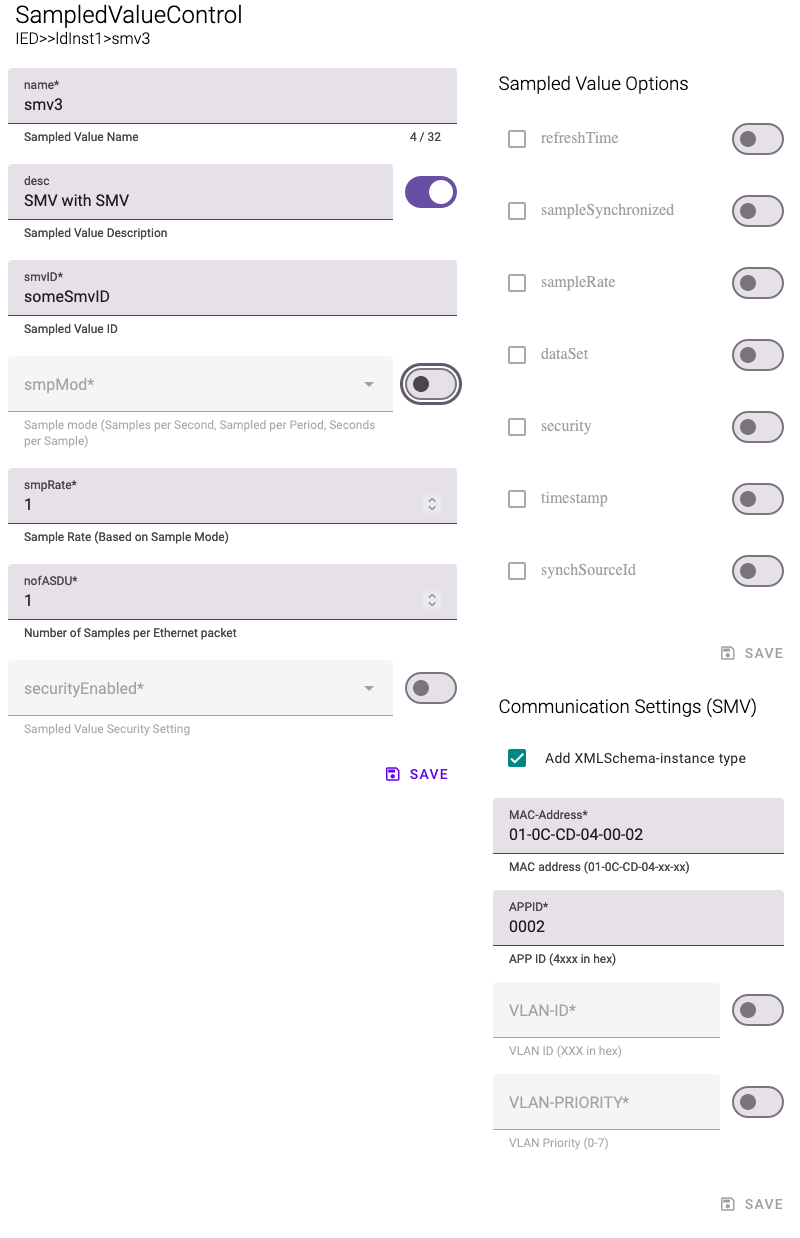 SampledValueControl
IED>>ldInst1>smv3
name*
smv3
Sampled Value Name
4 / 32
desc
SMV with SMV
Sampled Value Description
smvID*
someSmvID
Sampled Value ID
smpMod*
Sample mode (Samples per Second, Sampled per Period, Seconds
per Sample)
smpRate*
1
Sample Rate (Based on Sample Mode)
nofASDU*
1
Number of Samples per Ethernet packet
securityEnabled*
Sampled Value Security Setting
SAVE
Sampled Value Options
refreshTime
sampleSynchronized
sampleRate
dataSet
security
timestamp
synchSourceId
SAVE
Communication Settings (SMV)
Add XMLSchema-instance type
MAC-Address*
01-0C-CD-04-00-02
MAC address (01-0C-CD-04-xx-xx)
APPID*
0002
APP ID (4xxx in hex)
VLAN-ID*
VLAN ID (XXX in hex)
VLAN-PRIORITY*
VLAN Priority (0-7)
SAVE